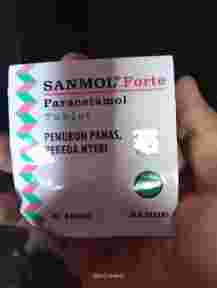 SANMOL® Forte
Paracetamol
Tablet
PENURUN PANAS,
PEREDA NYERI